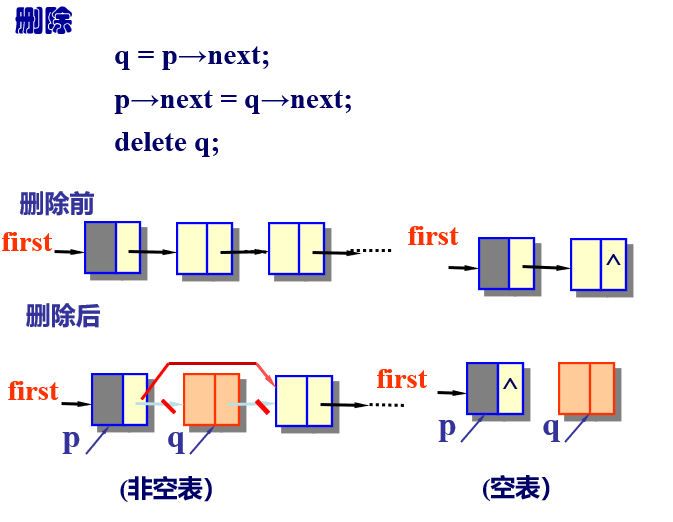 删除
q = p→next;
p→next = q→next;
delete q;
删除前
first
first
^
删除后
first
first
^
p
q
p
q
(非空表)
(空表)